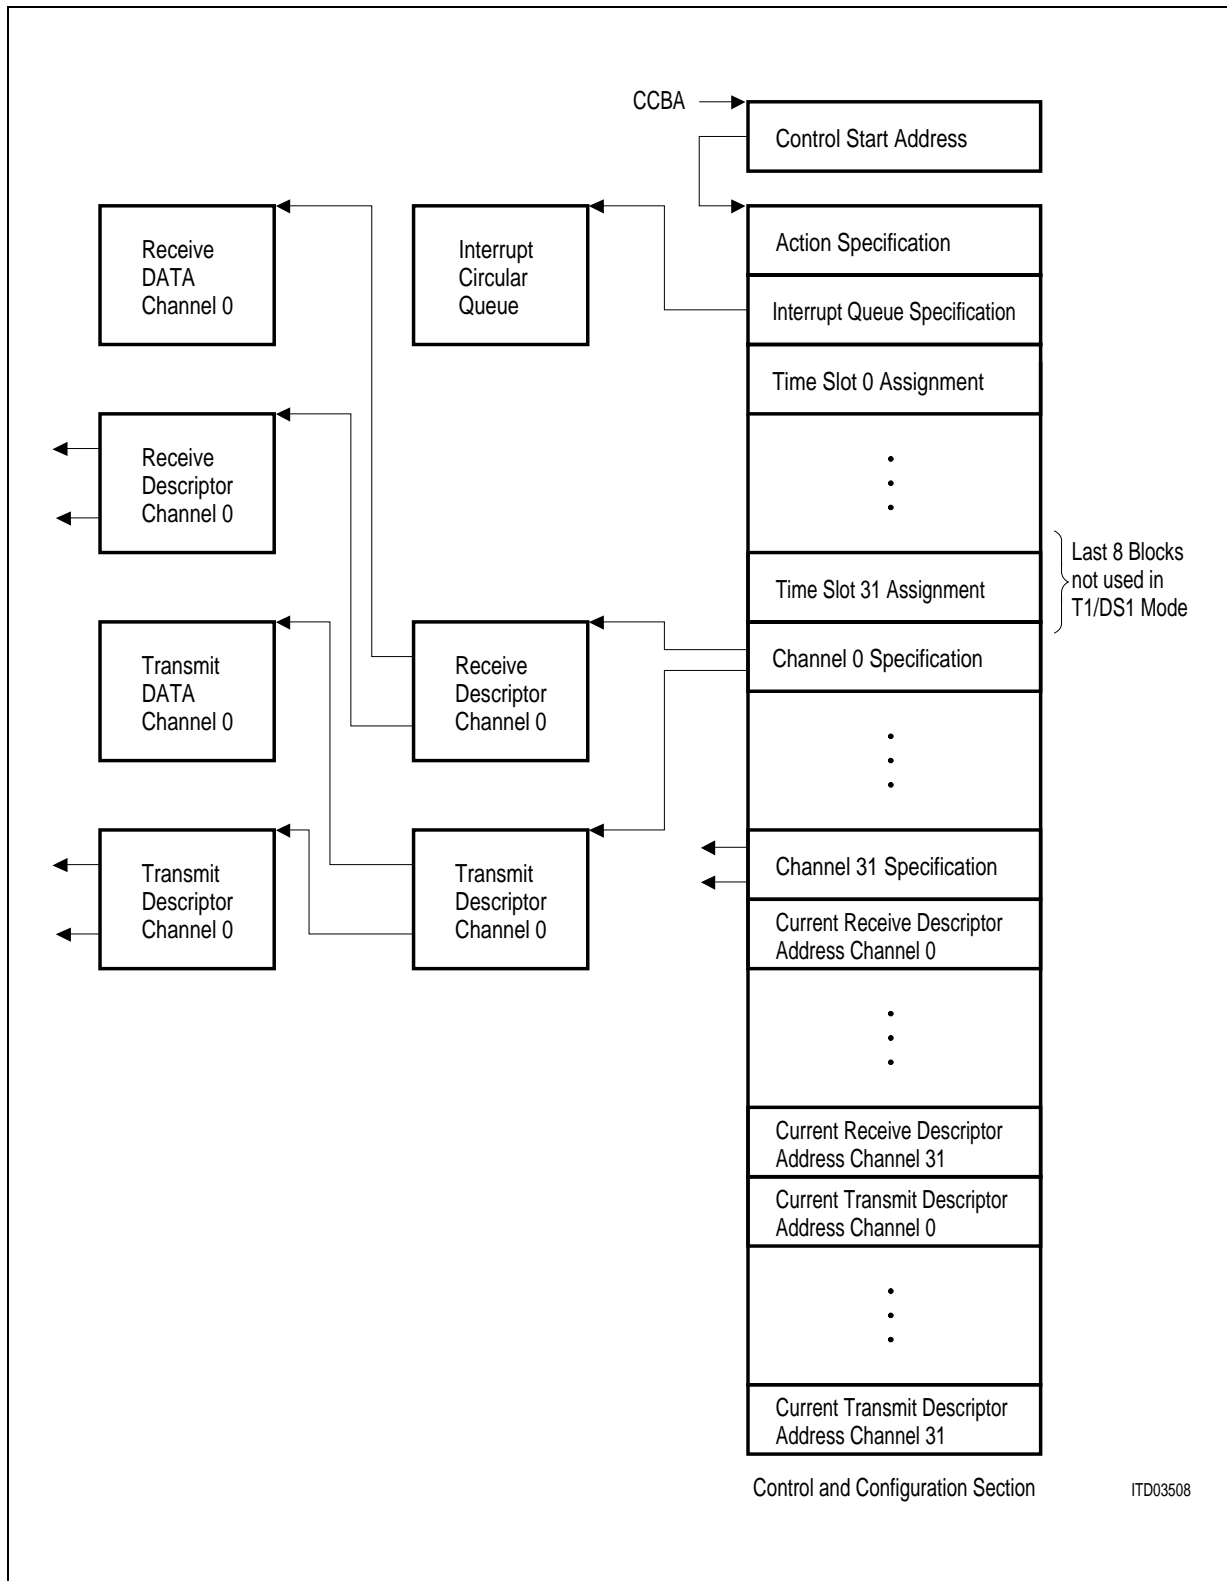 CCBA
Control Start Address
Receive
DATA
Channel 0
Interrupt
Circular
Queue
Action Specification
Interrupt Queue Specification
Time Slot 0 Assignment
Receive
Descriptor
Channel 0
Time Slot 31 Assignment
Last 8 Blocks
not used in
T1/DS1 Mode
Transmit
DATA
Channel 0
Receive
Descriptor
Channel 0
Channel 0 Specification
Transmit
Descriptor
Channel 0
Transmit
Descriptor
Channel 0
Channel 31 Specification
Current Receive Descriptor
Address Channel 0
Current Receive Descriptor
Address Channel 31
Current Transmit Descriptor
Address Channel 0
Current Transmit Descriptor
Address Channel 31
Control and Configuration Section
ITD03508